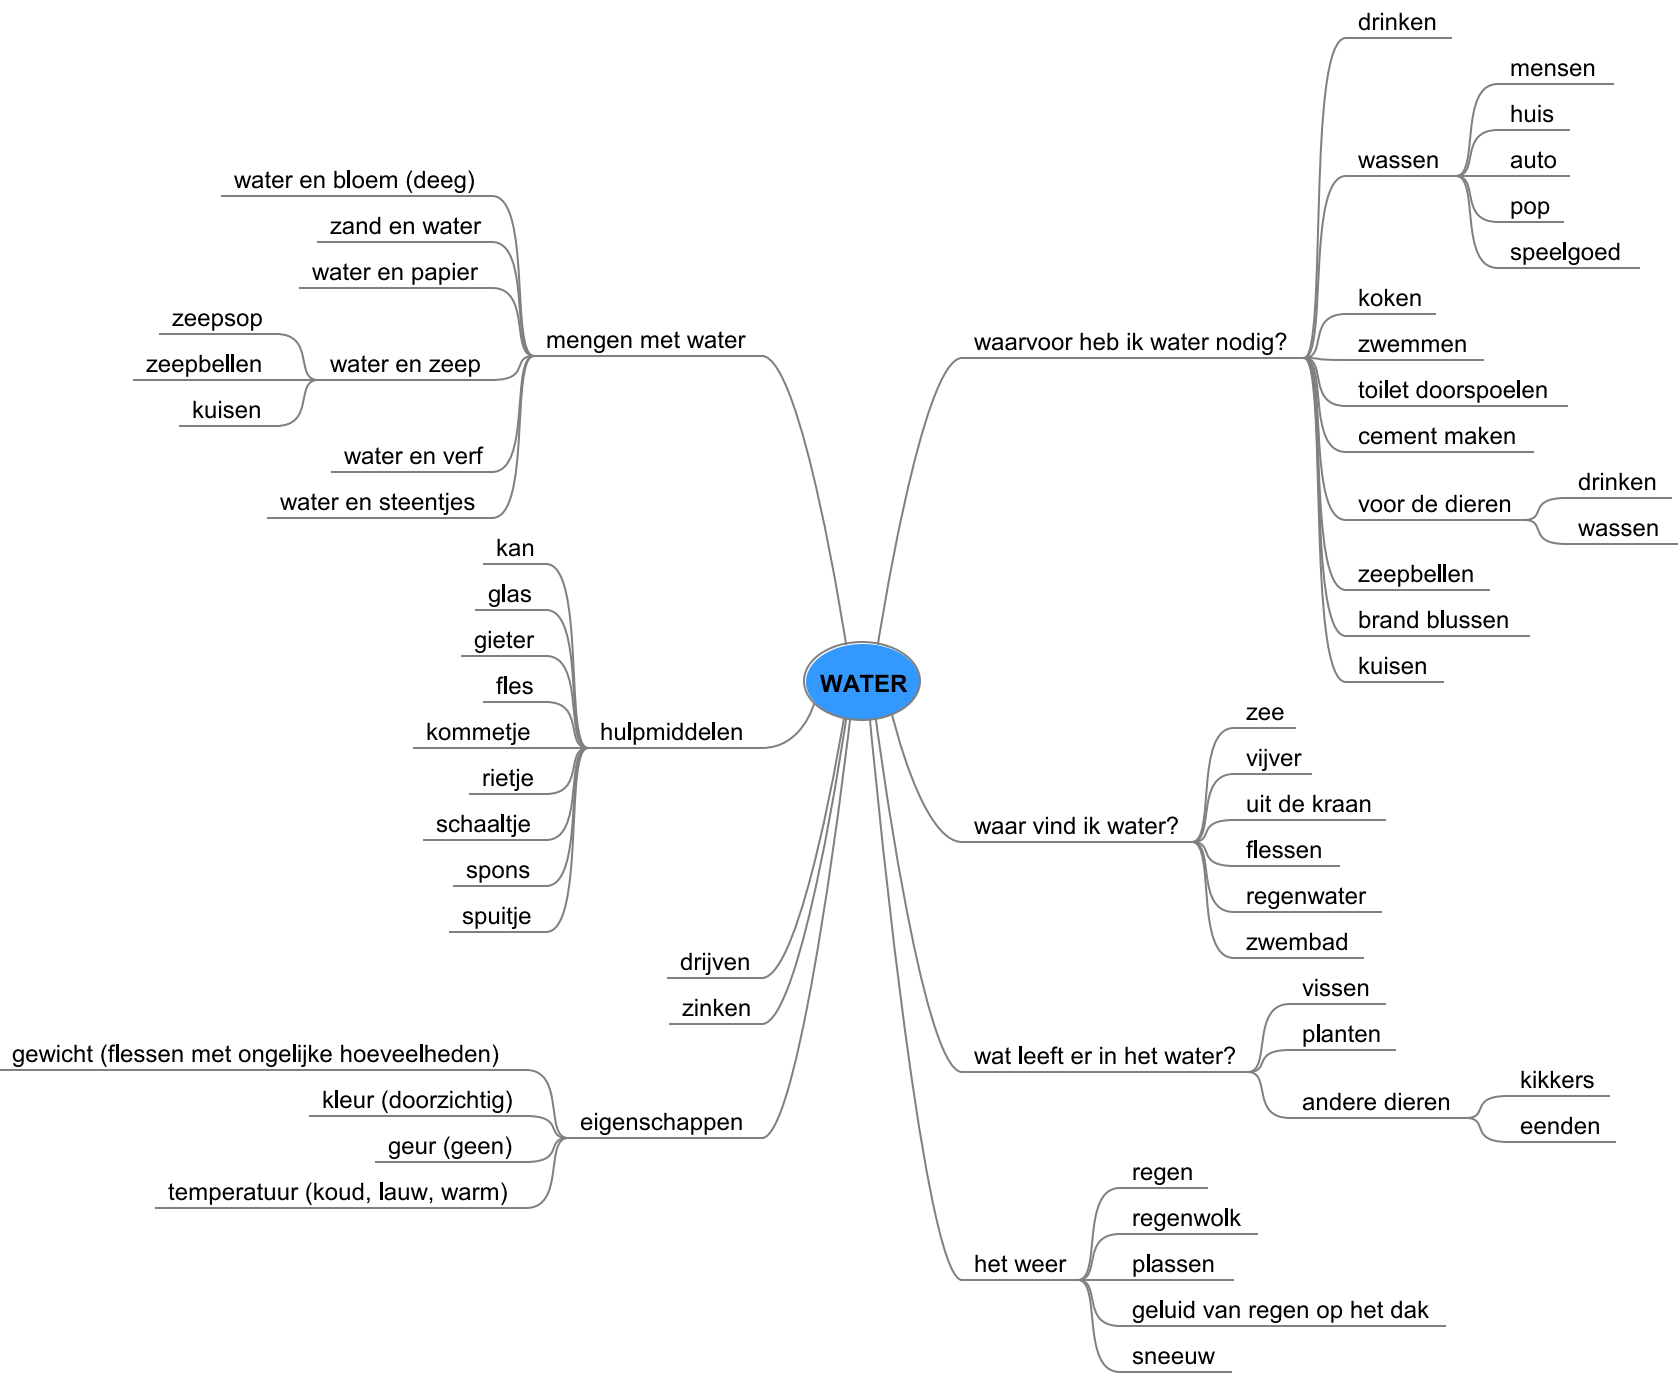 WATER
waarvoor heb ik water nodig?
drinken
wassen
mensen
huis
auto
pop
speelgoed
koken
zwemmen
toilet doorspoelen
cement maken
voor de dieren
drinken
wassen
zeepbellen
brand blussen
kuisen
waar vind ik water?
zee
vijver
uit de kraan
flessen
regenwater
zwembad
wat leeft er in het water?
vissen
planten
andere dieren
kikkers
eenden
het weer
regen
regenwolk
plassen
geluid van regen op het dak
sneeuw
mengen met water
water en bloem (deeg)
zand en water
water en papier
water en zeep
zeepsop
zeepbellen
kuisen
water en verf
water en steentjes
hulpmiddelen
kan
glas
gieter
fles
kommetje
rietje
schaaltje
spons
spuitje
drijven
zinken
eigenschappen
gewicht (flessen met ongelijke hoeveelheden)
kleur (doorzichtig)
geur (geen)
temperatuur (koud, lauw, warm)